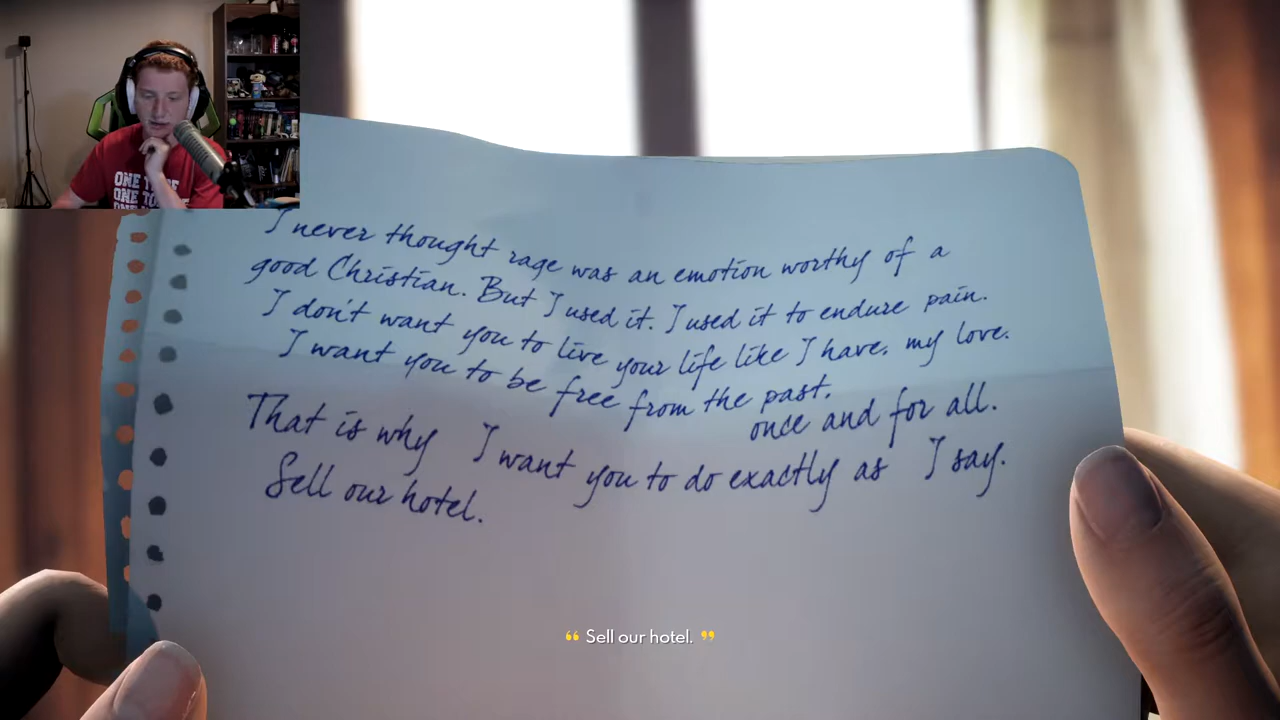 ONE TO
ONE TO
I never thought rage was an emotion worthy of a
good Christian. But I used it. I used it to endure pain.
I don't want you to live your life like I have, my love.
I want you to be free from the past,
once and for all.
That is why I want you to do exactly as I say.
Sell our hotel.
“ Sell our hotel. ”